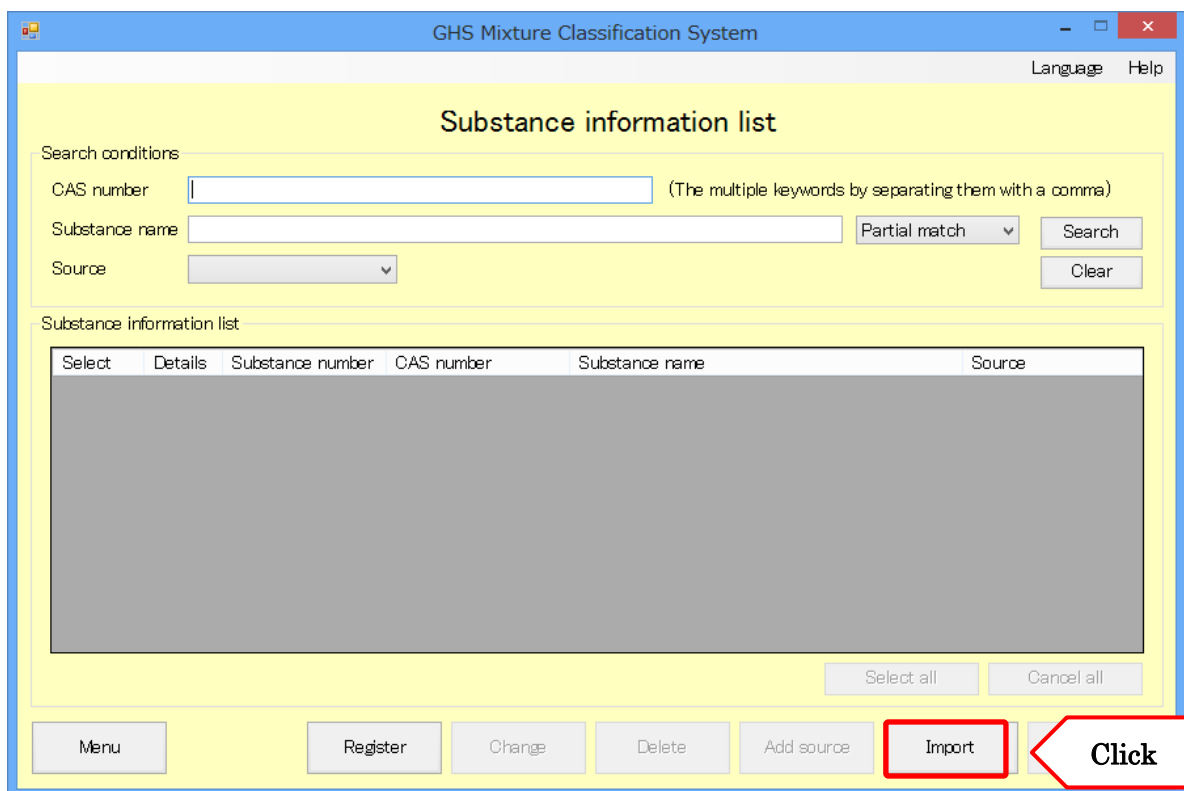 GHS Mixture Classification System
Language Help
Substance information list
Search conditions
CAS number (The multiple keywords by separating them with a comma)
Substance name Partial match Search
Source Clear
Substance information list
Select Details Substance number CAS number Substance name Source
Select all Cancel all
Menu Register Change Delete Add source Import Click